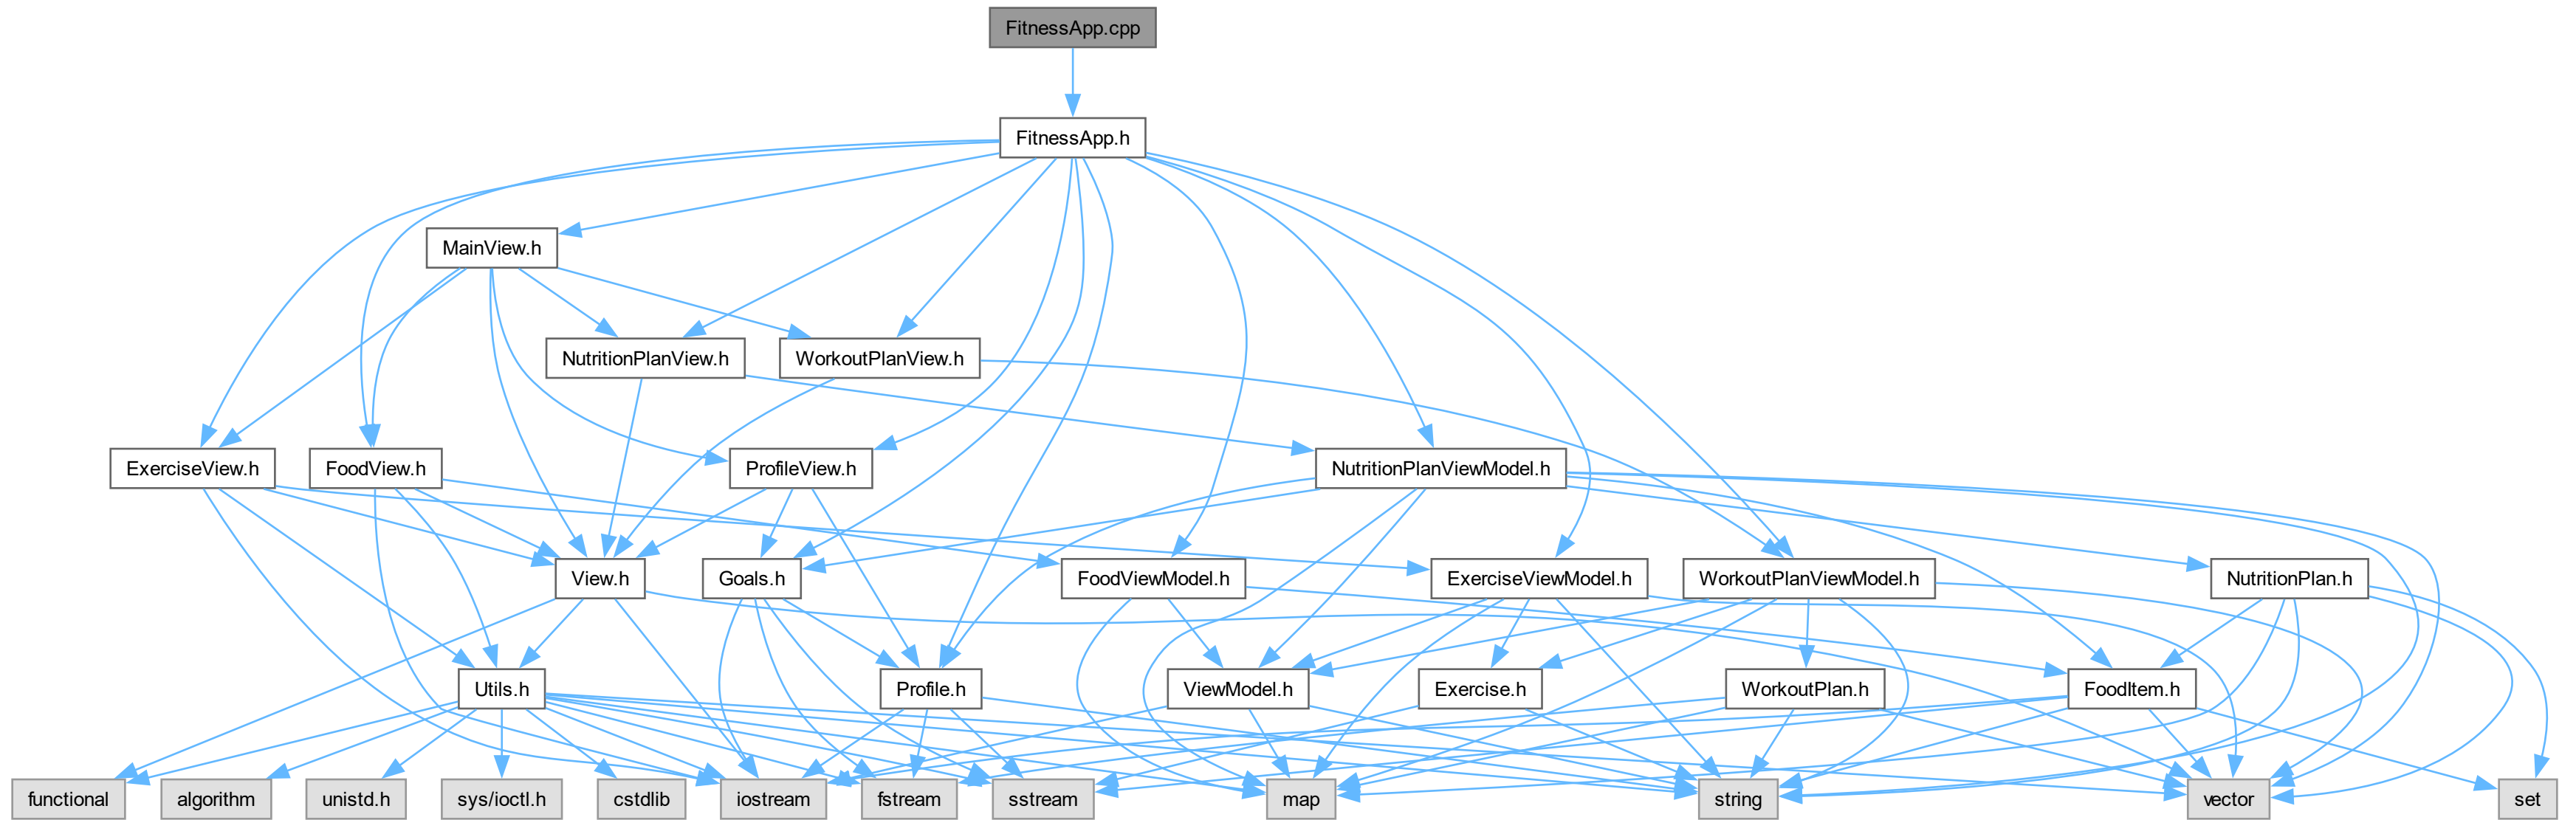 FitnessApp.cpp
FitnessApp.h
MainView.h
NutritionPlanView.h
WorkoutPlanView.h
ExerciseView.h
FoodView.h
ProfileView.h
NutritionPlanViewModel.h
View.h
Goals.h
FoodViewModel.h
ExerciseViewModel.h
WorkoutPlanViewModel.h
NutritionPlan.h
Utils.h
Profile.h
ViewModel.h
Exercise.h
WorkoutPlan.h
FoodItem.h
functional
algorithm
unistd.h
sys/ioctl.h
cstdlib
iostream
fstream
sstream
map
string
vector
set